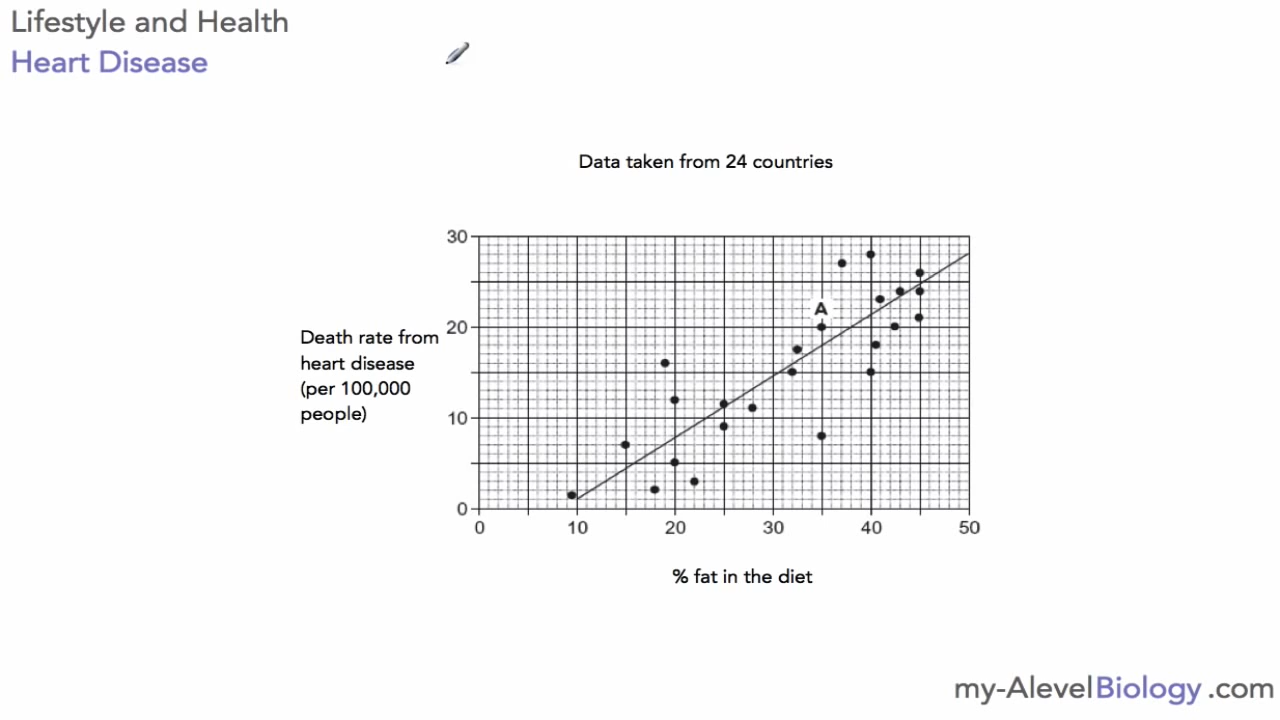 Lifestyle and Health
Heart Disease
Data taken from 24 countries
30
A
20
Death rate from
heart disease
(per 100,000
people)
10
0
0 10 20 30 40 50
% fat in the diet
my-AlevelBiology .com